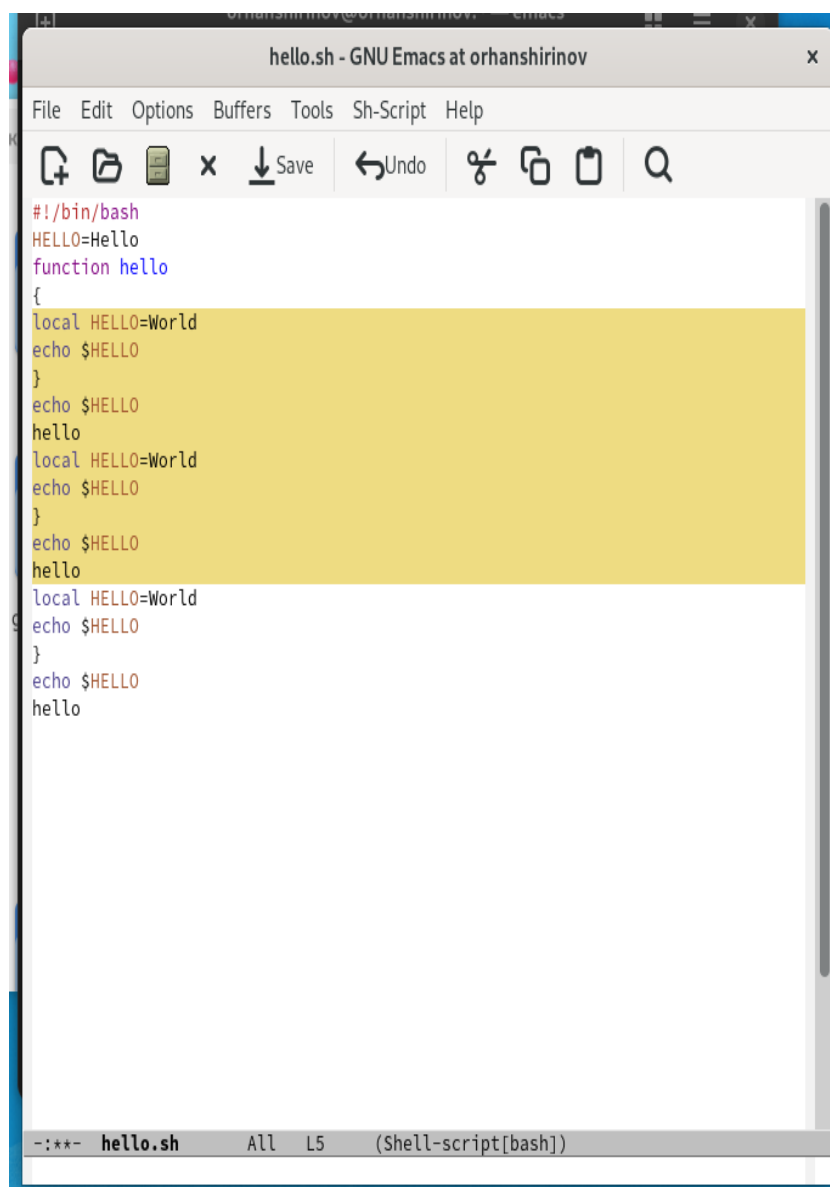 hello.sh - GNU Emacs at orhanshirinov
File Edit Options Buffers Tools Sh-Script Help
Save Undo
#!/bin/bash
HELLO=Hello
function hello
{
local HELLO=World
echo $HELLO
}
echo $HELLO
hello
local HELLO=World
echo $HELLO
}
echo $HELLO
hello
local HELLO=World
echo $HELLO
}
echo $HELLO
hello
-:**- hello.sh All L5 (Shell-script[bash])